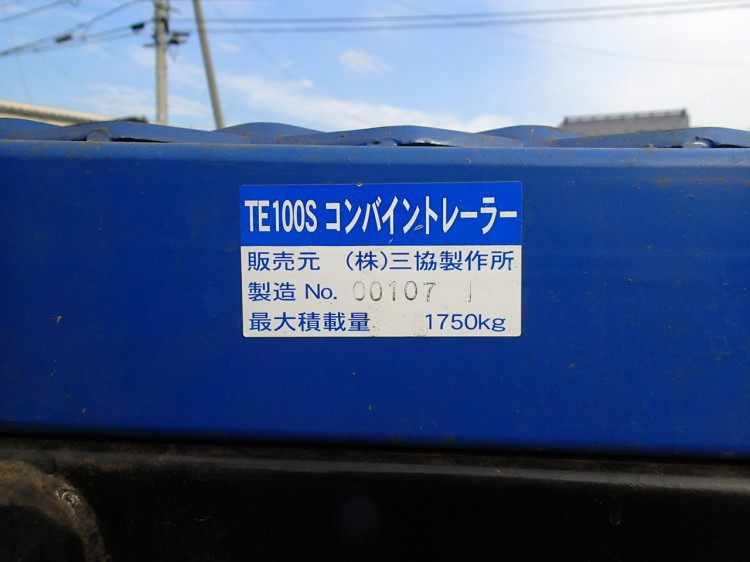 TE100S コンバイントレーラー
販売元 (株)三協製作所
製造 No. 00107
最大積載量 1750kg